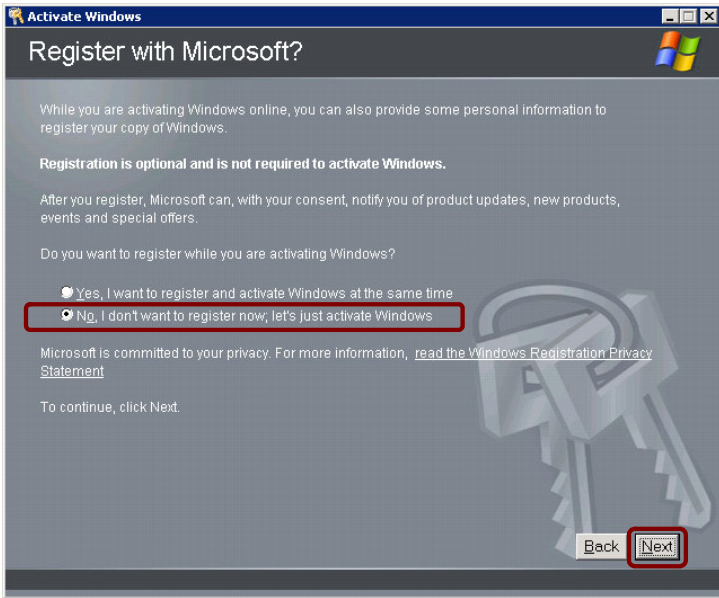 Activate Windows
Register with Microsoft?
While you are activating Windows online, you can also provide some personal information to
register your copy of Windows.
Registration is optional and is not required to activate Windows.
After you register, Microsoft can, with your consent, notify you of product updates, new products,
events and special offers.
Do you want to register while you are activating Windows?
Yes, I want to register and activate Windows at the same time
No, I don't want to register now; let's just activate Windows
Microsoft is committed to your privacy. For more information, read the Windows Registration Privacy
Statement
To continue, click Next.
Back Next